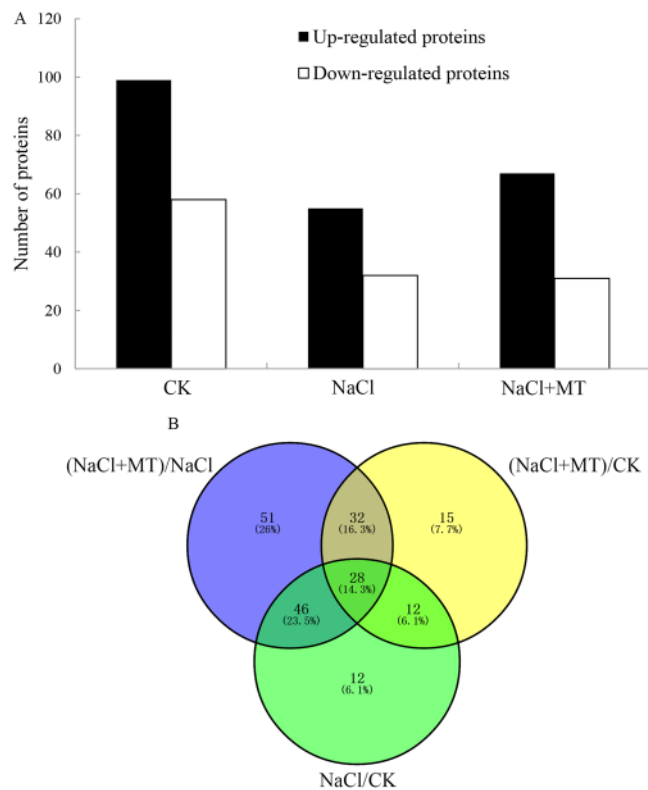 A
120
100
80
60
40
20
0
Number of proteins
Up-regulated proteins
Down-regulated proteins
CK
NaCl
NaCl+MT
B
(NaCl+MT)/NaCl
(NaCl+MT)/CK
51
(26%)
32
(16.3%)
15
(7.7%)
28
(14.3%)
46
(23.5%)
12
(6.1%)
12
(6.1%)
NaCl/CK